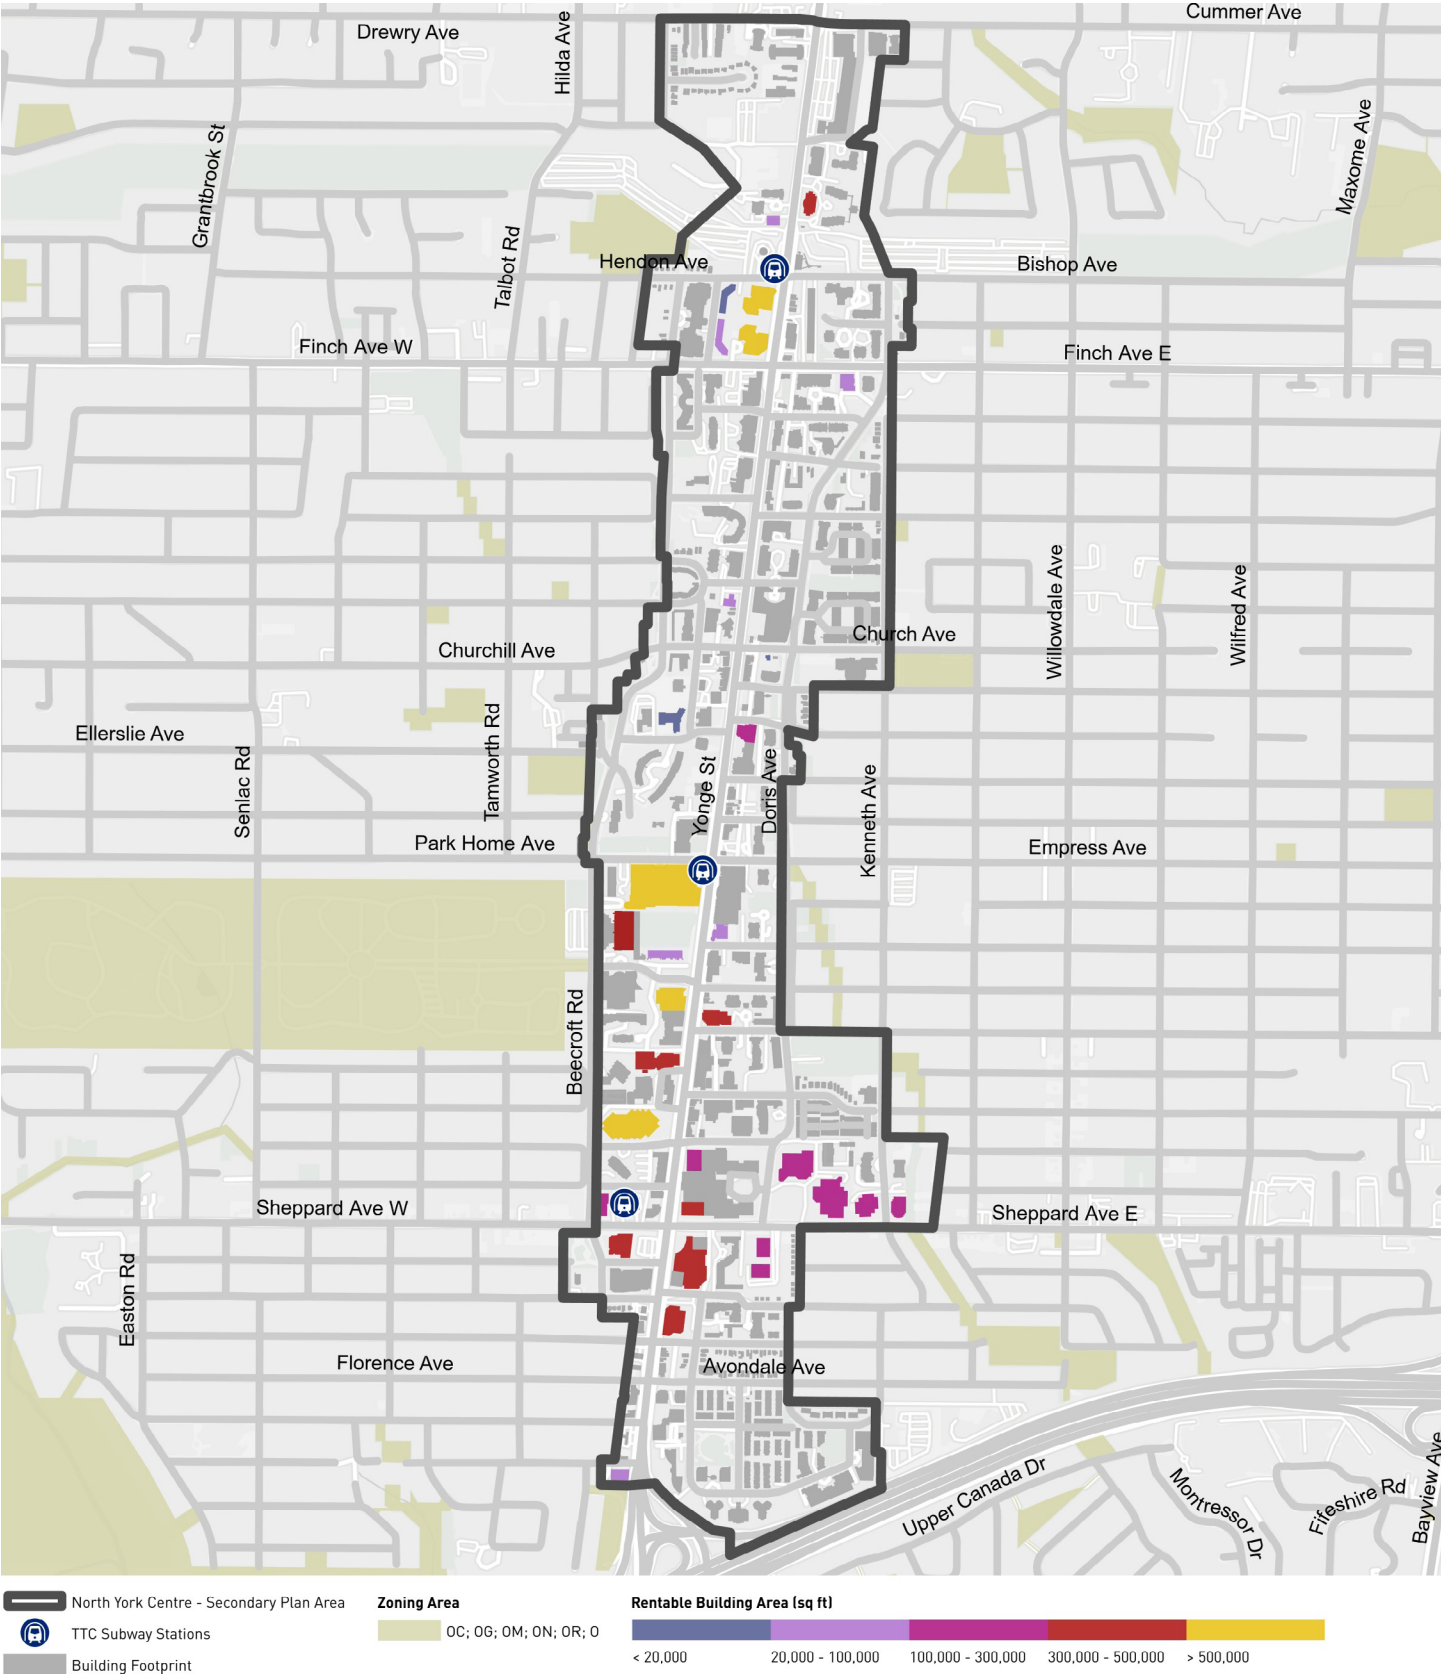 Cummer Ave
Drewry Ave
Hilda Ave
Maxome Ave
Grantbrook St
Talbot Rd
Hendon Ave
Bishop Ave
Finch Ave W
Finch Ave E
Willowdale Ave
Wilfred Ave
Church Ave
Churchill Ave
Ellerslie Ave
Tamworth Rd
Senlac Rd
Yonge St
Doris Ave
Kenneth Ave
Park Home Ave
Empress Ave
Beecroft Rd
Sheppard Ave W
Sheppard Ave E
Easton Rd
Florence Ave
Avondale Ave
Upper Canada Dr
Montressor Dr
Fifeshire Rd
Bayview Ave
North York Centre - Secondary Plan Area
TTC Subway Stations
Building Footprint
Zoning Area
OC; OG; OM; ON; OR; O
Rentable Building Area (sq ft)
< 20,000
20,000 - 100,000
100,000 - 300,000
300,000 - 500,000
> 500,000